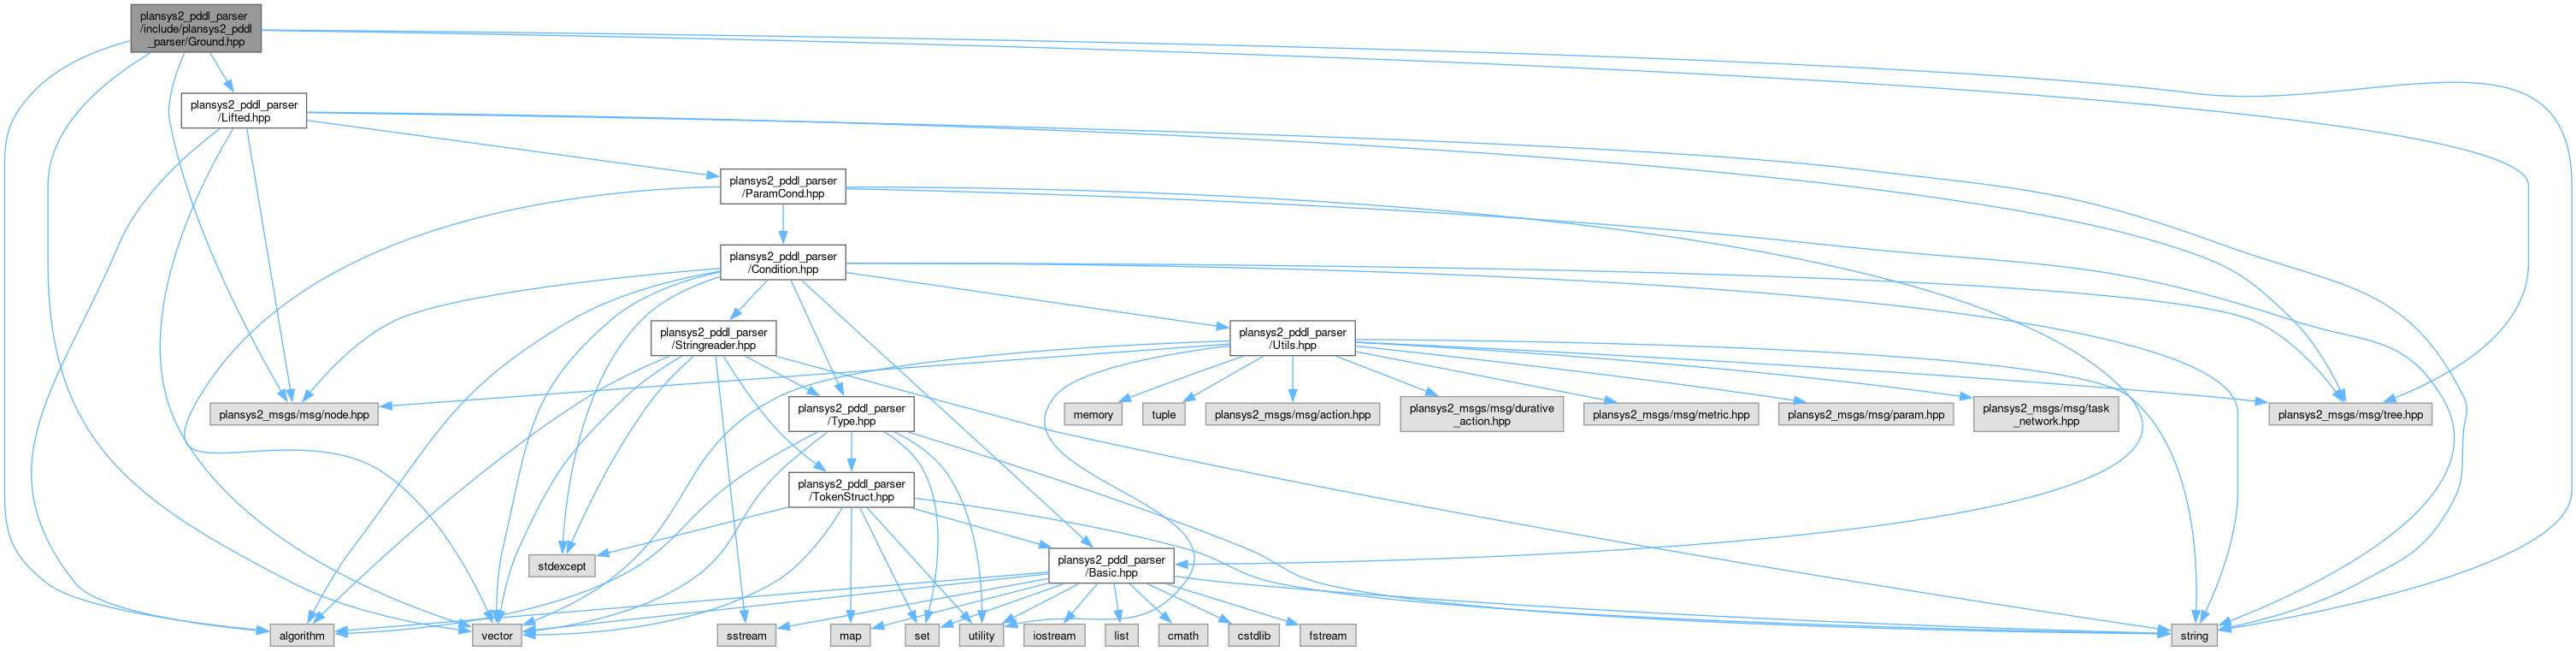 plansys2_pddl_parser
/include/plansys2_pddl
_parser/Ground.hpp
plansys2_pddl_parser
/Lifted.hpp
plansys2_pddl_parser
/ParamCond.hpp
plansys2_pddl_parser
/Condition.hpp
plansys2_pddl_parser
/Stringreader.hpp
plansys2_pddl_parser
/Utils.hpp
plansys2_msgs/msg/node.hpp
plansys2_pddl_parser
/Type.hpp
memory
tuple
plansys2_msgs/msg/action.hpp
plansys2_msgs/msg/durative
_action.hpp
plansys2_msgs/msg/metric.hpp
plansys2_msgs/msg/param.hpp
plansys2_msgs/msg/task
_network.hpp
plansys2_msgs/msg/tree.hpp
plansys2_pddl_parser
/TokenStruct.hpp
stdexcept
plansys2_pddl_parser
/Basic.hpp
algorithm
vector
sstream
map
set
utility
iostream
list
cmath
cstdlib
fstream
string